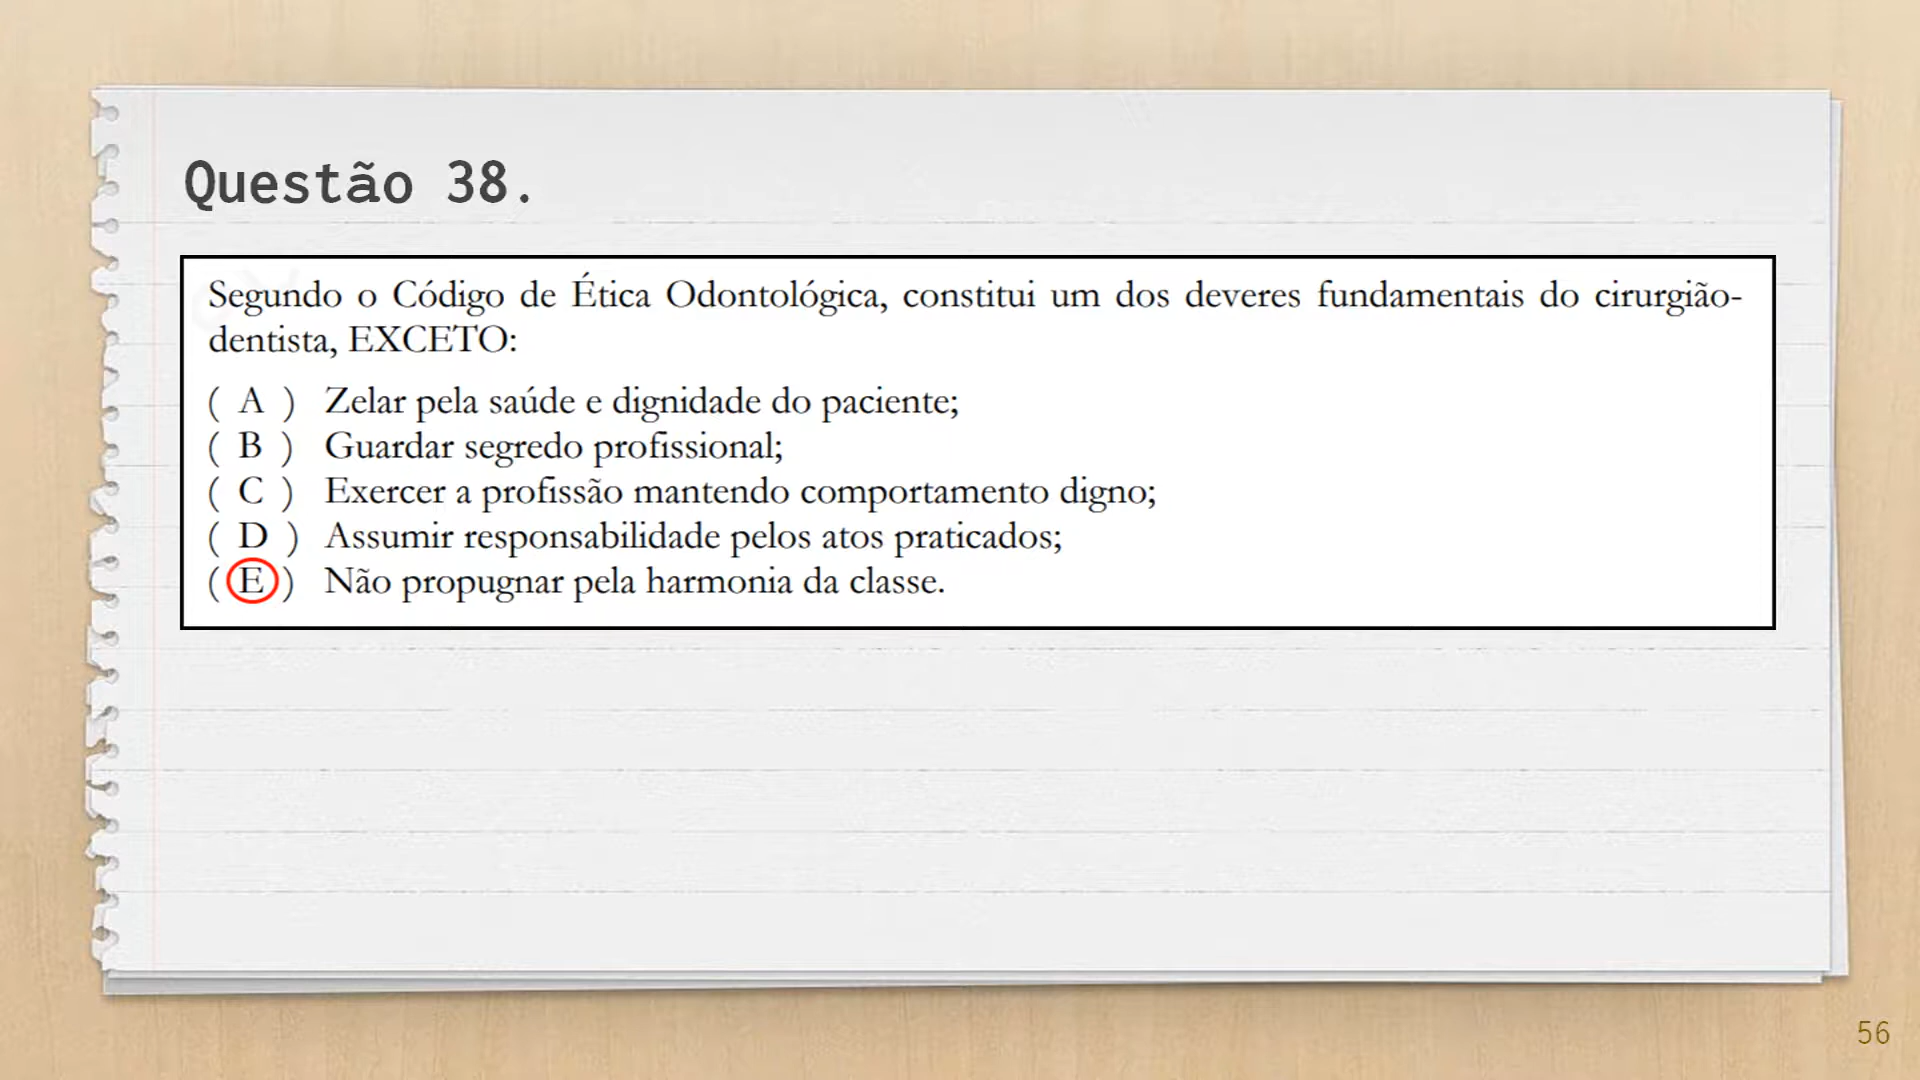 Questão 38.
Segundo o Código de Ética Odontológica, constitui um dos deveres fundamentais do cirurgião-
dentista, EXCETO:
( A ) Zelar pela saúde e dignidade do paciente;
( B ) Guardar segredo profissional;
( C ) Exercer a profissão mantendo comportamento digno;
( D ) Assumir responsabilidade pelos atos praticados;
( E ) Não propugnar pela harmonia da classe.
56